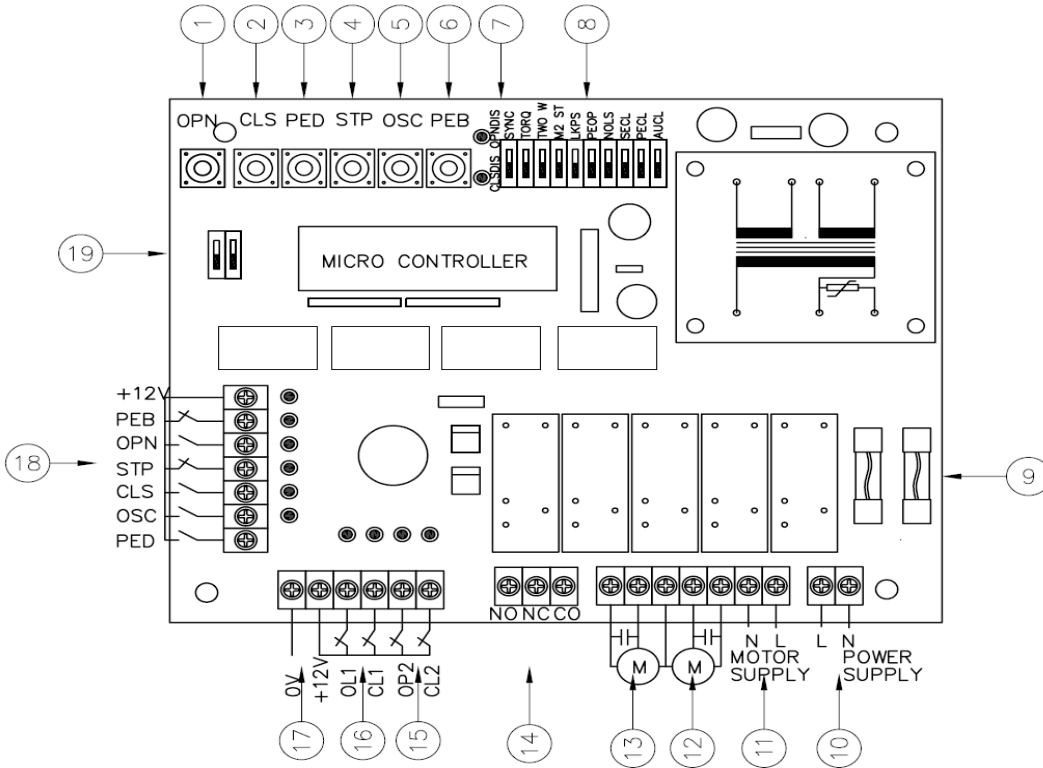 1 2 3 4 5 6 7 8
OPN CLS PED STP OSC PEB
CLSDIS OPNDIS
SYNC
TORQ
TWO W
M2 ST
LKPS
PEOP
NOLS
SECL
PECL
AUCL
19
MICRO CONTROLLER
+12V
PEB
OPN
18
STP
CLS
OSC
PED
9
NO NC CO
0V
+12V
OL1
CL1
OP2
CL2
M M
N L
MOTOR
SUPPLY
L N
POWER
SUPPLY
17 16 15 14 13 12 11 10